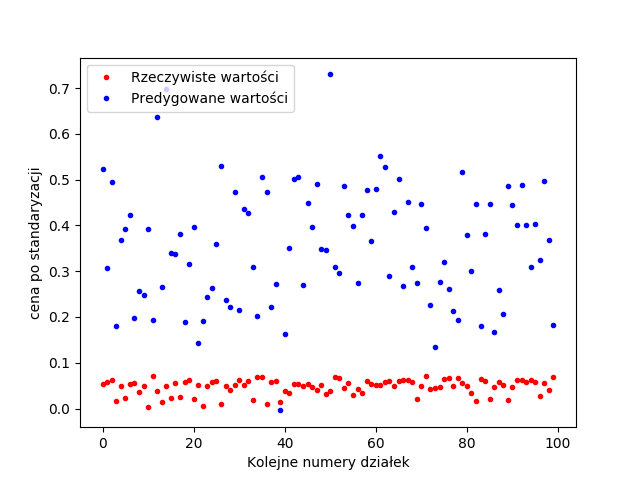 Rzeczywiste wartości
Predygowane wartości
cena po standaryzacji
0.7
0.6
0.5
0.4
0.3
0.2
0.1
0.0
0 20 40 60 80 100
Kolejne numery działek